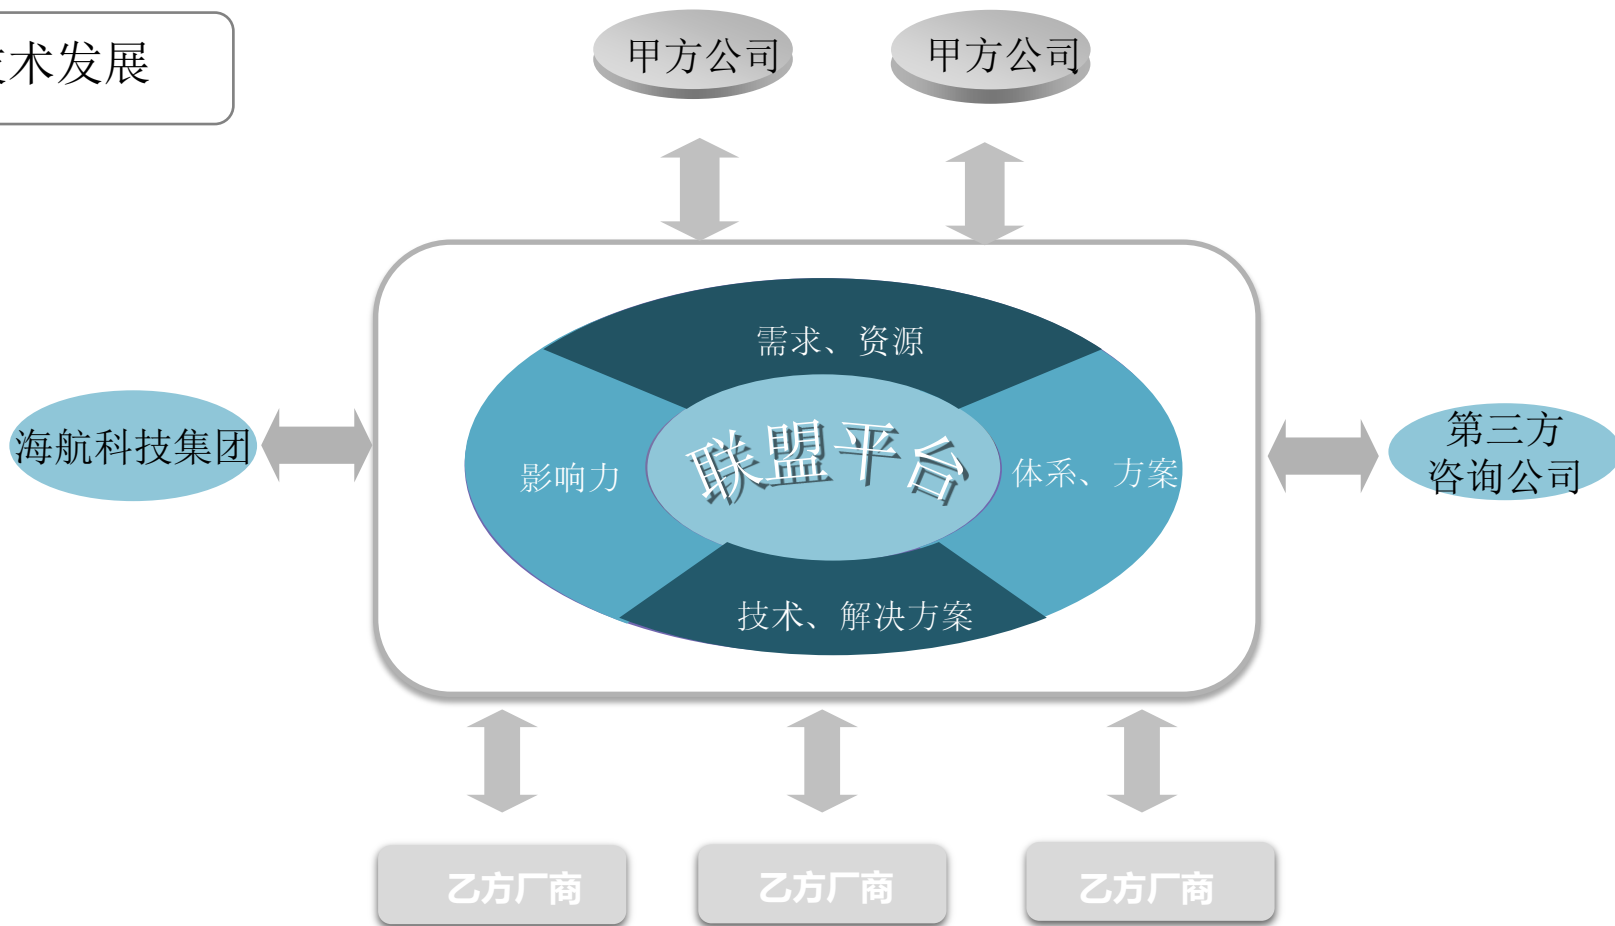 术发展
甲方公司
甲方公司
需求、资源
海航科技集团
影响力
联盟平台
体系、方案
第三方
咨询公司
技术、解决方案
乙方厂商
乙方厂商
乙方厂商